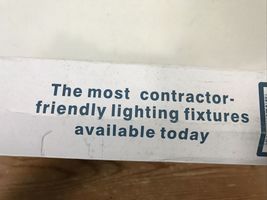 The most contractor-
friendly lighting fixtures
available today